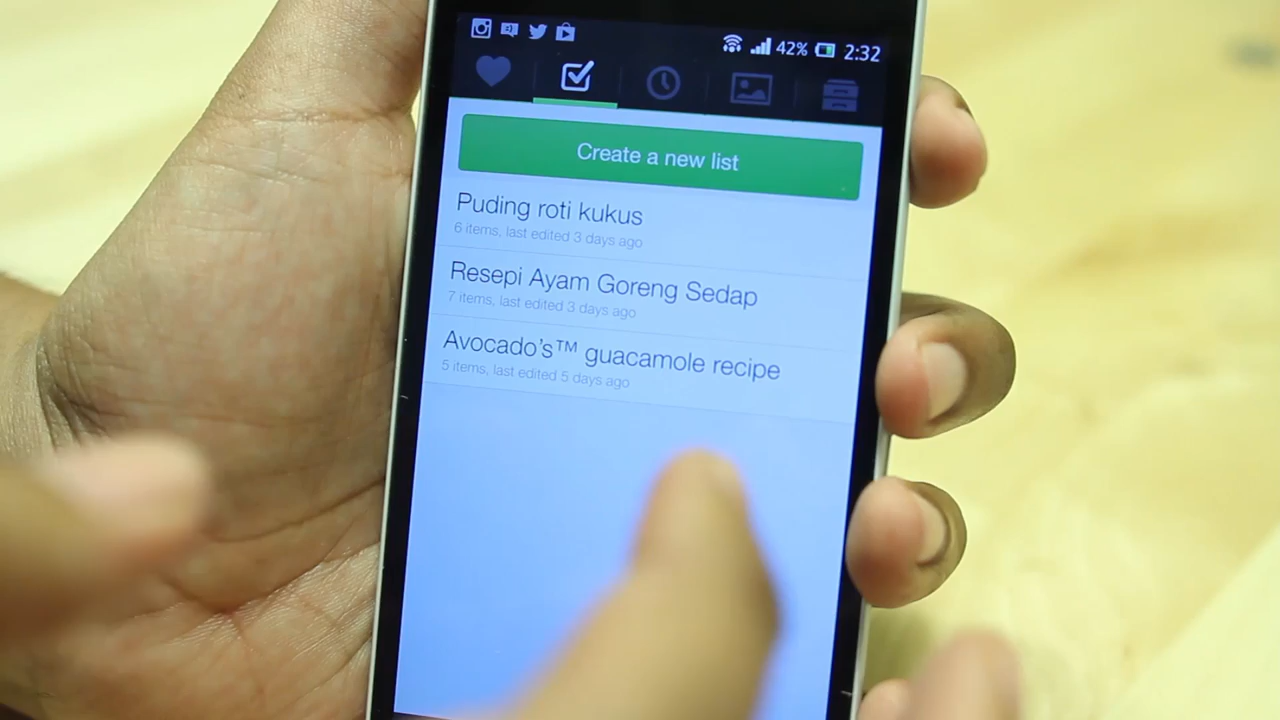 42% 2:32
Create a new list
Puding roti kukus
6 items, last edited 3 days ago
Resepi Ayam Goreng Sedap
7 items, last edited 3 days ago
Avocado's™ guacamole recipe
5 items, last edited 5 days ago